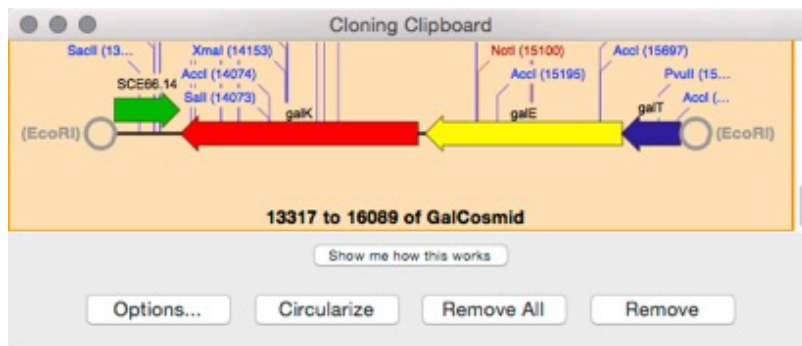 Cloning Clipboard
SacII (13... XmaI (14153) NotI (15100) AccI (15697)
SCE66.14 AccI (14074) AccI (15195) PvuII (15...
SalI (14073) galK galE galT AccI (...
(EcoRI) (EcoRI)
13317 to 16089 of GalCosmid
Show me how this works
Options... Circularize Remove All Remove